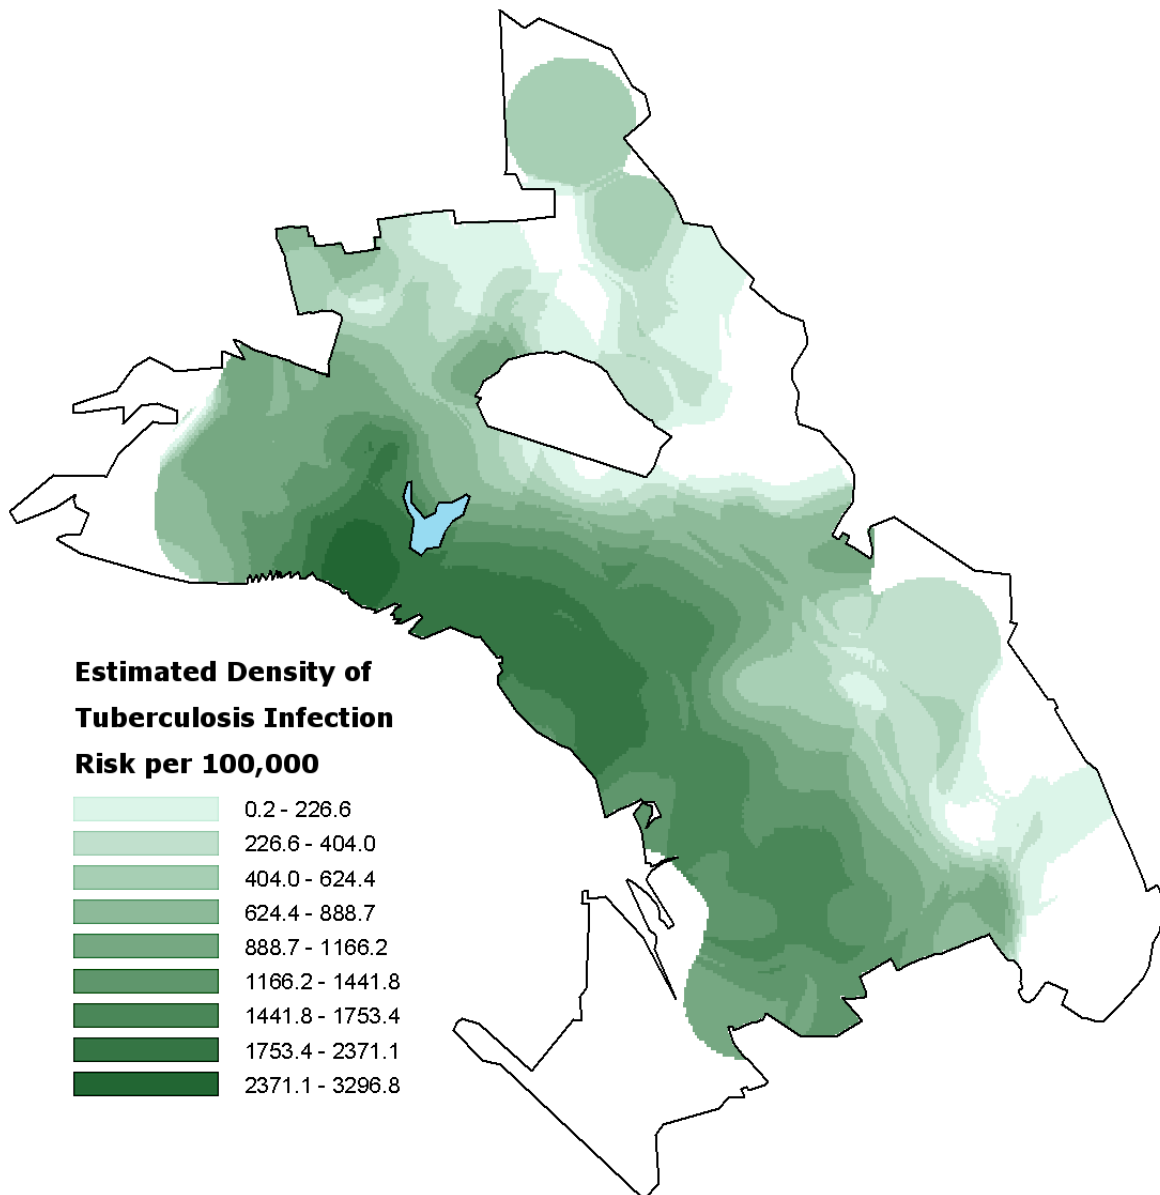 Estimated Density of
Tuberculosis Infection
Risk per 100,000
0.2 - 226.6
226.6 - 404.0
404.0 - 624.4
624.4 - 888.7
888.7 - 1166.2
1166.2 - 1441.8
1441.8 - 1753.4
1753.4 - 2371.1
2371.1 - 3296.8